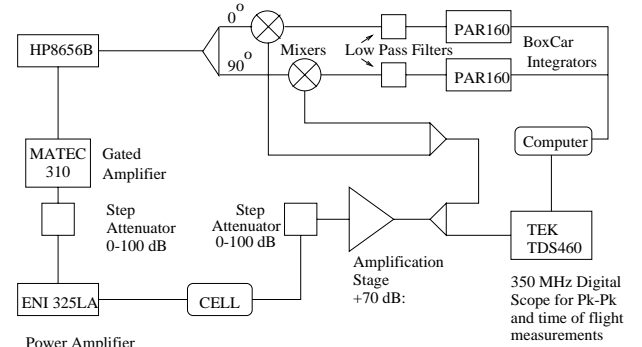 0°
HP8656B
90°
Mixers
Low Pass Filters
PAR160
PAR160
BoxCar
Integrators
MATEC
310
Gated
Amplifier
Computer
Step
Attenuator
0-100 dB
Step
Attenuator
0-100 dB
TEK
TDS460
Amplification
Stage
+70 dB:
ENI 325LA
CELL
350 MHz Digital
Scope for Pk-Pk
and time of flight
measurements
Power Amplifier